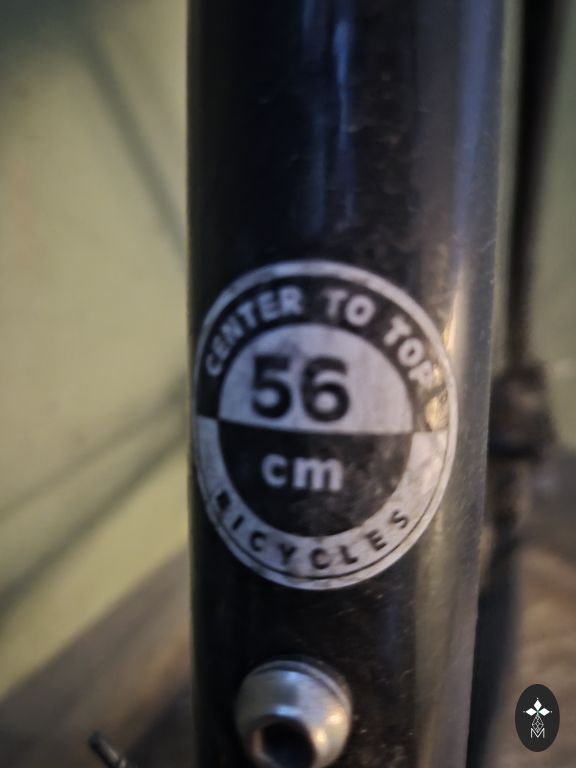 CENTER TO TOP
56
cm
BICYCLES